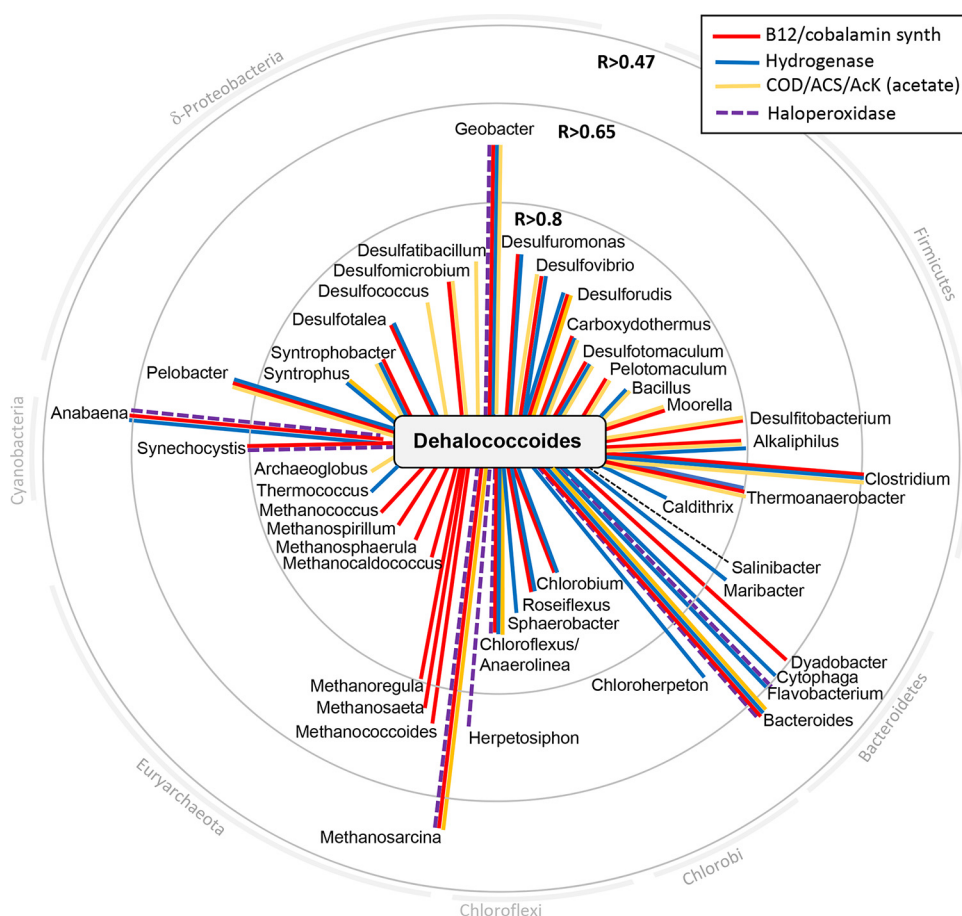 B12/cobalamin synth
Hydrogenase
COD/ACS/AcK (acetate)
Haloperoxidase
R>0.47
R>0.65
R>0.8
δ-Proteobacteria
Firmicutes
Cyanobacteria
Bacteroidetes
Euryarchaeota
Chlorobi
Chloroflexi
Geobacter
Desulfatibacillum
Desulfuromonas
Desulfomicrobium
Desulfovibrio
Desulfococcus
Desulforudis
Desulfotalea
Carboxydothermus
Syntrophobacter
Desulfotomaculum
Syntrophus
Pelotomaculum
Pelobacter
Bacillus
Moorella
Anabaena
Desulfitobacterium
Synechocystis
Dehalococcoides
Alkaliphilus
Archaeoglobus
Clostridium
Thermococcus
Thermoanaerobacter
Methanococcus
Caldithrix
Methanospirillum
Methanosphaerula
Methanocaldococcus
Salinibacter
Maribacter
Chlorobium
Roseiflexus
Sphaerobacter
Chloroflexus/
Anaerolinea
Dyadobacter
Cytophaga
Flavobacterium
Chloroherpeton
Bacteroides
Methanoregula
Methanosaeta
Methanococcoides
Herpetosiphon
Methanosarcina